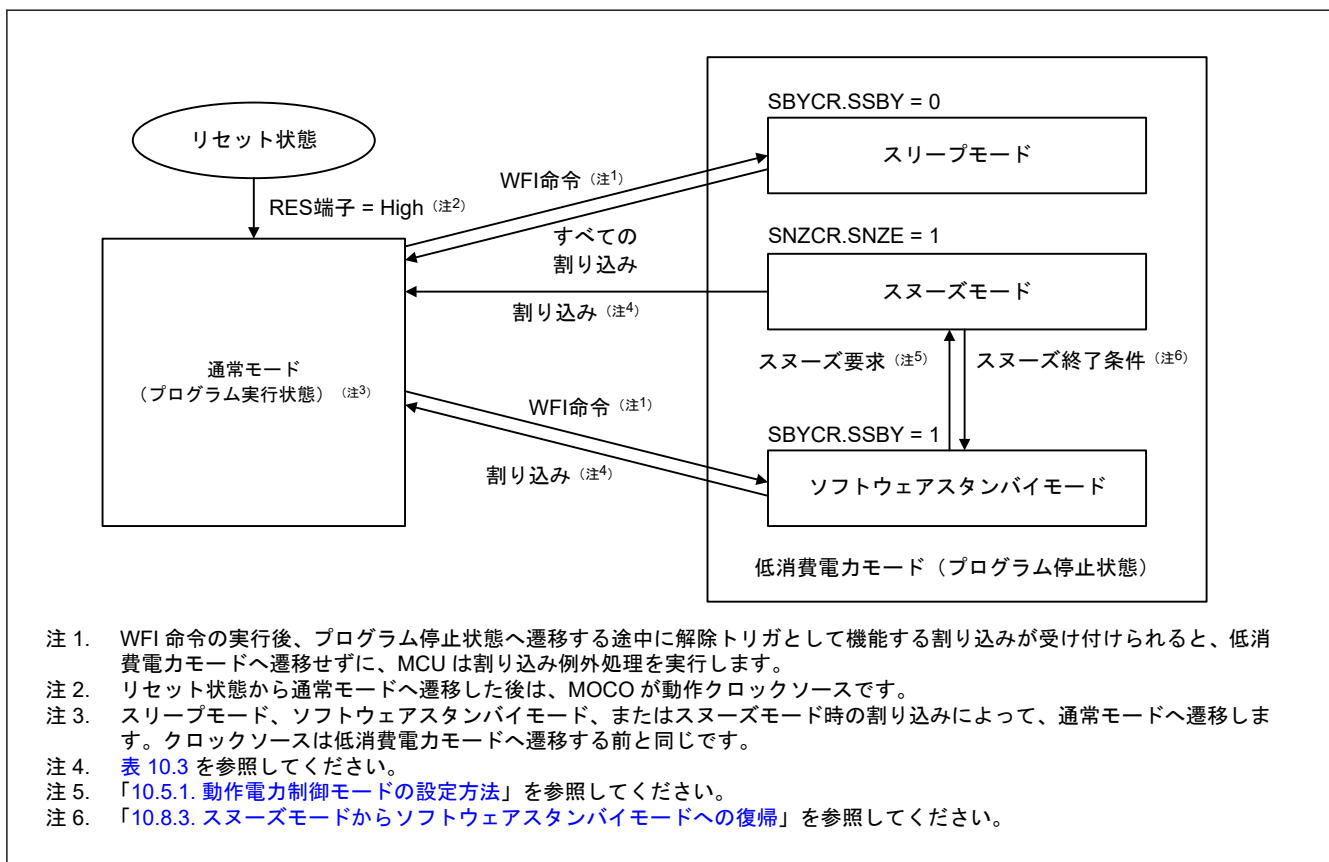 SBYCR.SSBY = 0
リセット状態
スリープモード
WFI命令（注1）
RES端子 = High（注2）
すべての
割り込み
SNZCR.SNZE = 1
スヌーズモード
割り込み（注4）
通常モード
（プログラム実行状態）（注3）
スヌーズ要求（注5）
スヌーズ終了条件（注6）
WFI命令（注1）
SBYCR.SSBY = 1
割り込み（注4）
ソフトウェアスタンバイモード
低消費電力モード（プログラム停止状態）
注 1. WFI 命令の実行後、プログラム停止状態へ遷移する途中に解除トリガとして機能する割り込みが受け付けられると、低消
費電力モードへ遷移せずに、MCU は割り込み例外処理を実行します。
注 2. リセット状態から通常モードへ遷移した後は、MOCO が動作クロックソースです。
注 3. スリープモード、ソフトウェアスタンバイモード、またはスヌーズモード時の割り込みによって、通常モードへ遷移しま
す。クロックソースは低消費電力モードへ遷移する前と同じです。
注 4. 表 10.3 を参照してください。
注 5. 「10.5.1. 動作電力制御モードの設定方法」を参照してください。
注 6. 「10.8.3. スヌーズモードからソフトウェアスタンバイモードへの復帰」を参照してください。